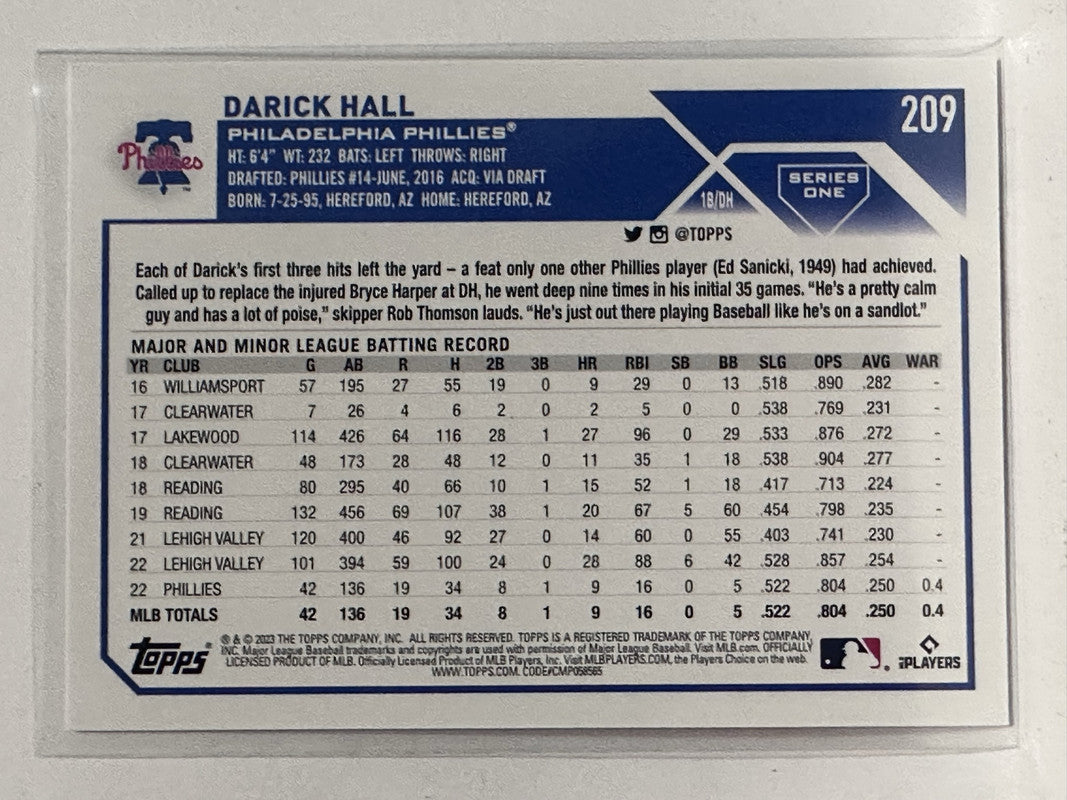 DARICK HALL
209
PHILADELPHIA PHILLIES®
Phillies
HT: 6'4" WT: 232 BATS: LEFT THROWS: RIGHT
DRAFTED: PHILLIES #14-JUNE, 2016 ACQ: VIA DRAFT
BORN: 7-25-95, HEREFORD, AZ HOME: HEREFORD, AZ
1B/DH
SERIES
ONE
@TOPPS
Each of Darick's first three hits left the yard – a feat only one other Phillies player (Ed Sanicki, 1949) had achieved.
Called up to replace the injured Bryce Harper at DH, he went deep nine times in his initial 35 games. "He's a pretty calm
guy and has a lot of poise," skipper Rob Thomson lauds. "He's just out there playing Baseball like he's on a sandlot."
MAJOR AND MINOR LEAGUE BATTING RECORD
YR CLUB G AB R H 2B 3B HR RBI SB BB SLG OPS AVG WAR
16 WILLIAMSPORT 57 195 27 55 19 0 9 29 0 13 .518 .890 .282 -
17 CLEARWATER 7 26 4 6 2 0 2 5 0 0 .538 .769 .231 -
17 LAKEWOOD 114 426 64 116 28 1 27 96 0 29 .533 .876 .272 -
18 CLEARWATER 48 173 28 48 12 0 11 35 1 18 .538 .904 .277 -
18 READING 80 295 40 66 10 1 15 52 1 18 .417 .713 .224 -
19 READING 132 456 69 107 38 1 20 67 5 60 .454 .798 .235 -
21 LEHIGH VALLEY 120 400 46 92 27 0 14 60 0 55 .403 .741 .230 -
22 LEHIGH VALLEY 101 394 59 100 24 0 28 88 6 42 .528 .857 .254 -
22 PHILLIES 42 136 19 34 8 1 9 16 0 5 .522 .804 .250 0.4
MLB TOTALS 42 136 19 34 8 1 9 16 0 5 .522 .804 .250 0.4
TOPPS®
® & © 2023 THE TOPPS COMPANY, INC. ALL RIGHTS RESERVED. TOPPS IS A REGISTERED TRADEMARK OF THE TOPPS COMPANY,
INC. Major League Baseball trademarks and copyrights are used with permission of Major League Baseball. Visit MLB.com. OFFICIALLY
LICENSED PRODUCT OF MLB. Officially Licensed Product of MLB Players, Inc. Visit MLBPLAYERS.COM, the Players Choice on the web.
WWW.TOPPS.COM. CODE#CMP058565
PLAYERS